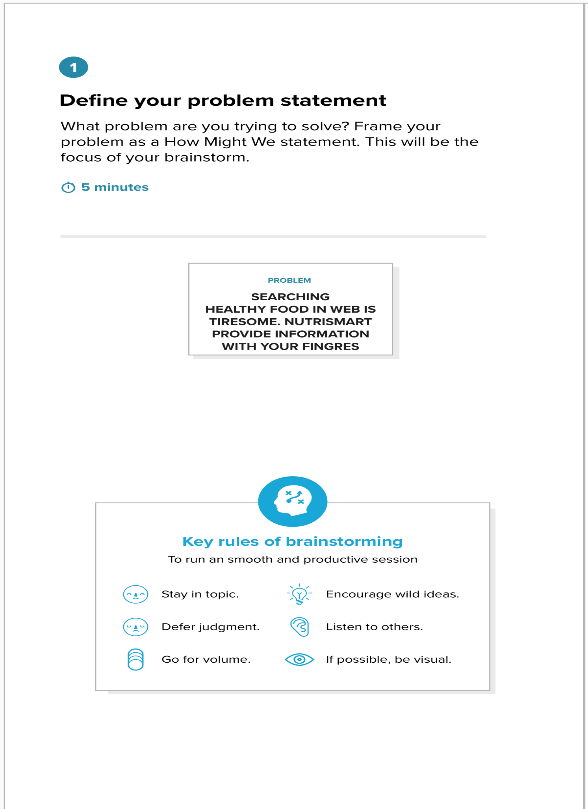 1
Define your problem statement
What problem are you trying to solve? Frame your
problem as a How Might We statement. This will be the
focus of your brainstorm.
5 minutes
PROBLEM
SEARCHING
HEALTHY FOOD IN WEB IS
TIRESOME. NUTRISMART
PROVIDE INFORMATION
WITH YOUR FINGRES
Key rules of brainstorming
To run an smooth and productive session
Stay in topic.
Encourage wild ideas.
Defer judgment.
Listen to others.
Go for volume.
If possible, be visual.